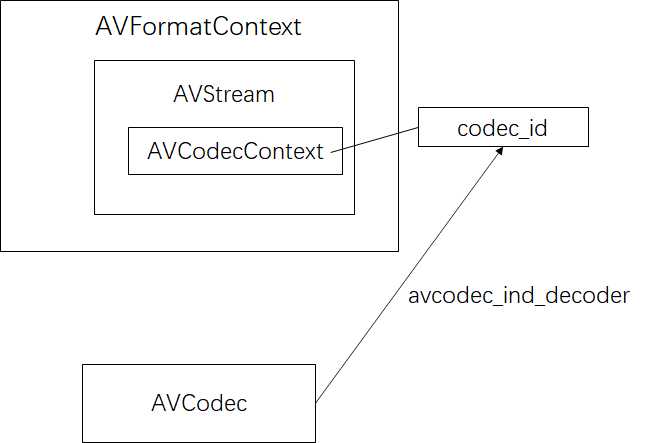 AVFormatContext
AVStream
AVCodecContext
codec_id
avcodec_ind_decoder
AVCodec